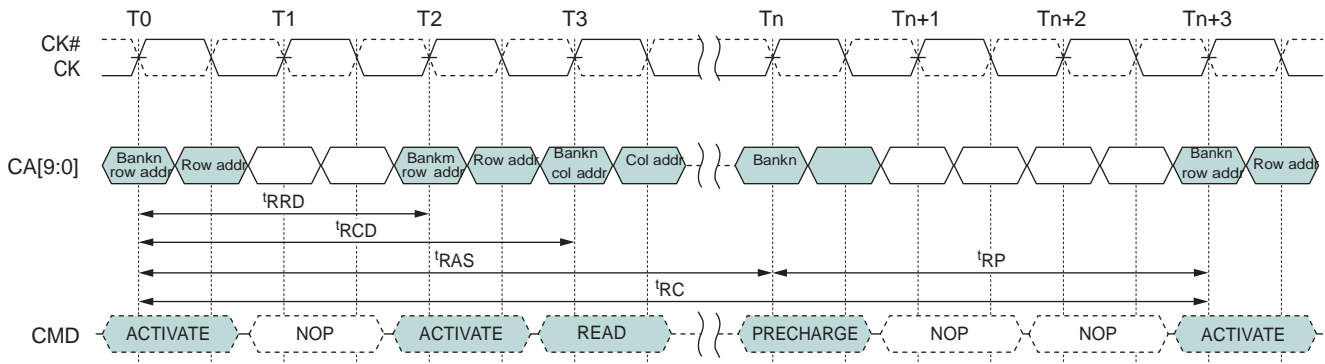 T0 T1 T2 T3 Tn Tn+1 Tn+2 Tn+3
CK#
CK
CA[9:0]
Bankn
row addr
Row addr
Bankm
row addr
Row addr
Bankn
col addr
Col addr
Bankn
Bankn
row addr
Row addr
tRRD
tRCD
tRAS
tRP
tRC
CMD ACTIVATE NOP ACTIVATE READ PRECHARGE NOP NOP ACTIVATE